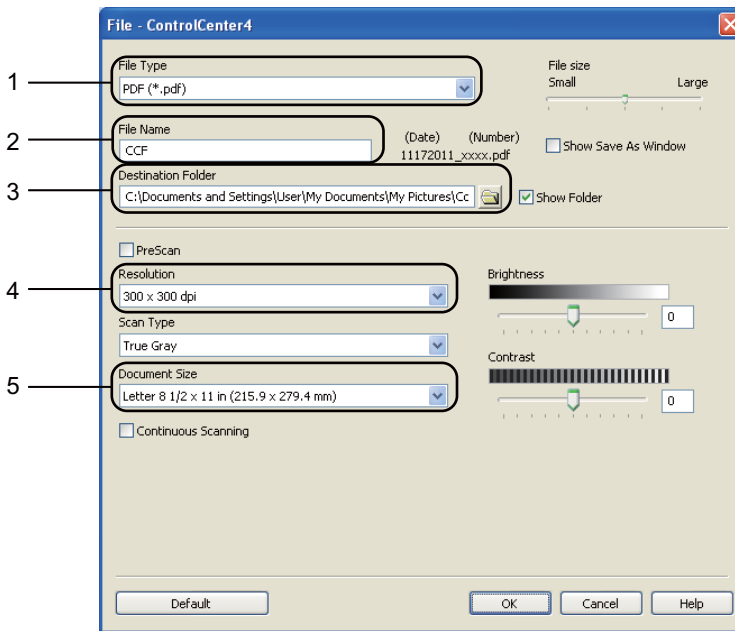 File - ControlCenter4
1
File Type
PDF (*.pdf)
File size
Small Large
2
File Name
CCF
(Date) (Number)
11172011_xxxx.pdf
Show Save As Window
3
Destination Folder
C:\Documents and Settings\User\My Documents\My Pictures\Cc
Show Folder
PreScan
4
Resolution
300 x 300 dpi
Brightness
0
Scan Type
True Gray
Contrast
0
5
Document Size
Letter 8 1/2 x 11 in (215.9 x 279.4 mm)
Continuous Scanning
Default OK Cancel Help